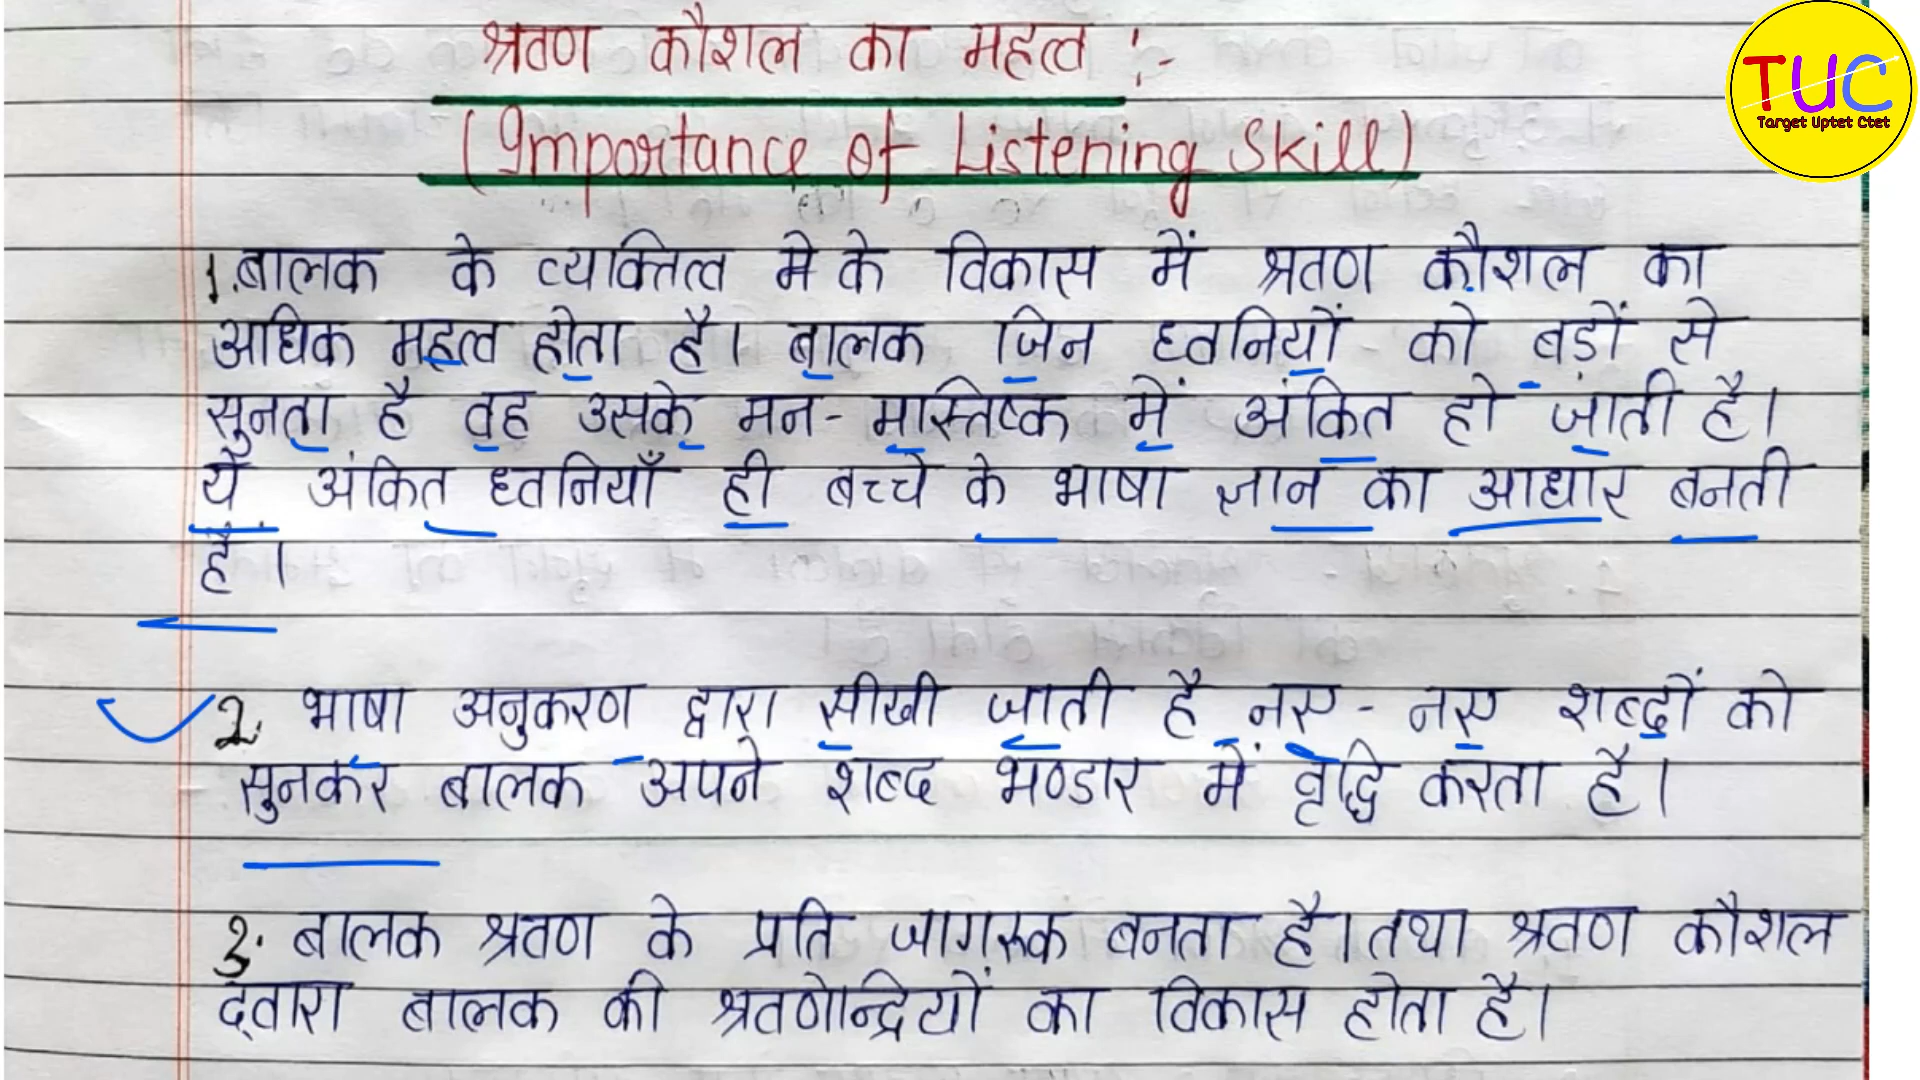 श्रवण कौशल का महत्व :-
(Importance of Listening Skill)
TUC
Target Uptet Ctet
1. बालक के व्यक्तित्व मे के विकास में श्रवण कौशल का
अधिक महत्व होता है। बालक जिन ध्वनियों को बड़ों से
सुनता है वह उसके मन-मस्तिष्क में अंकित हो जाती है।
ये अंकित ध्वनियाँ ही बच्चे के भाषा ज्ञान का आधार बनती
है।
2. भाषा अनुकरण द्वारा सीखी जाती है नए-नए शब्दों को
सुनकर बालक अपने शब्द भण्डार में वृद्धि करता है।
3. बालक श्रवण के प्रति जागरुक बनता है। तथा श्रवण कौशल
द्वारा बालक की श्रवणेन्द्रियों का विकास होता है।